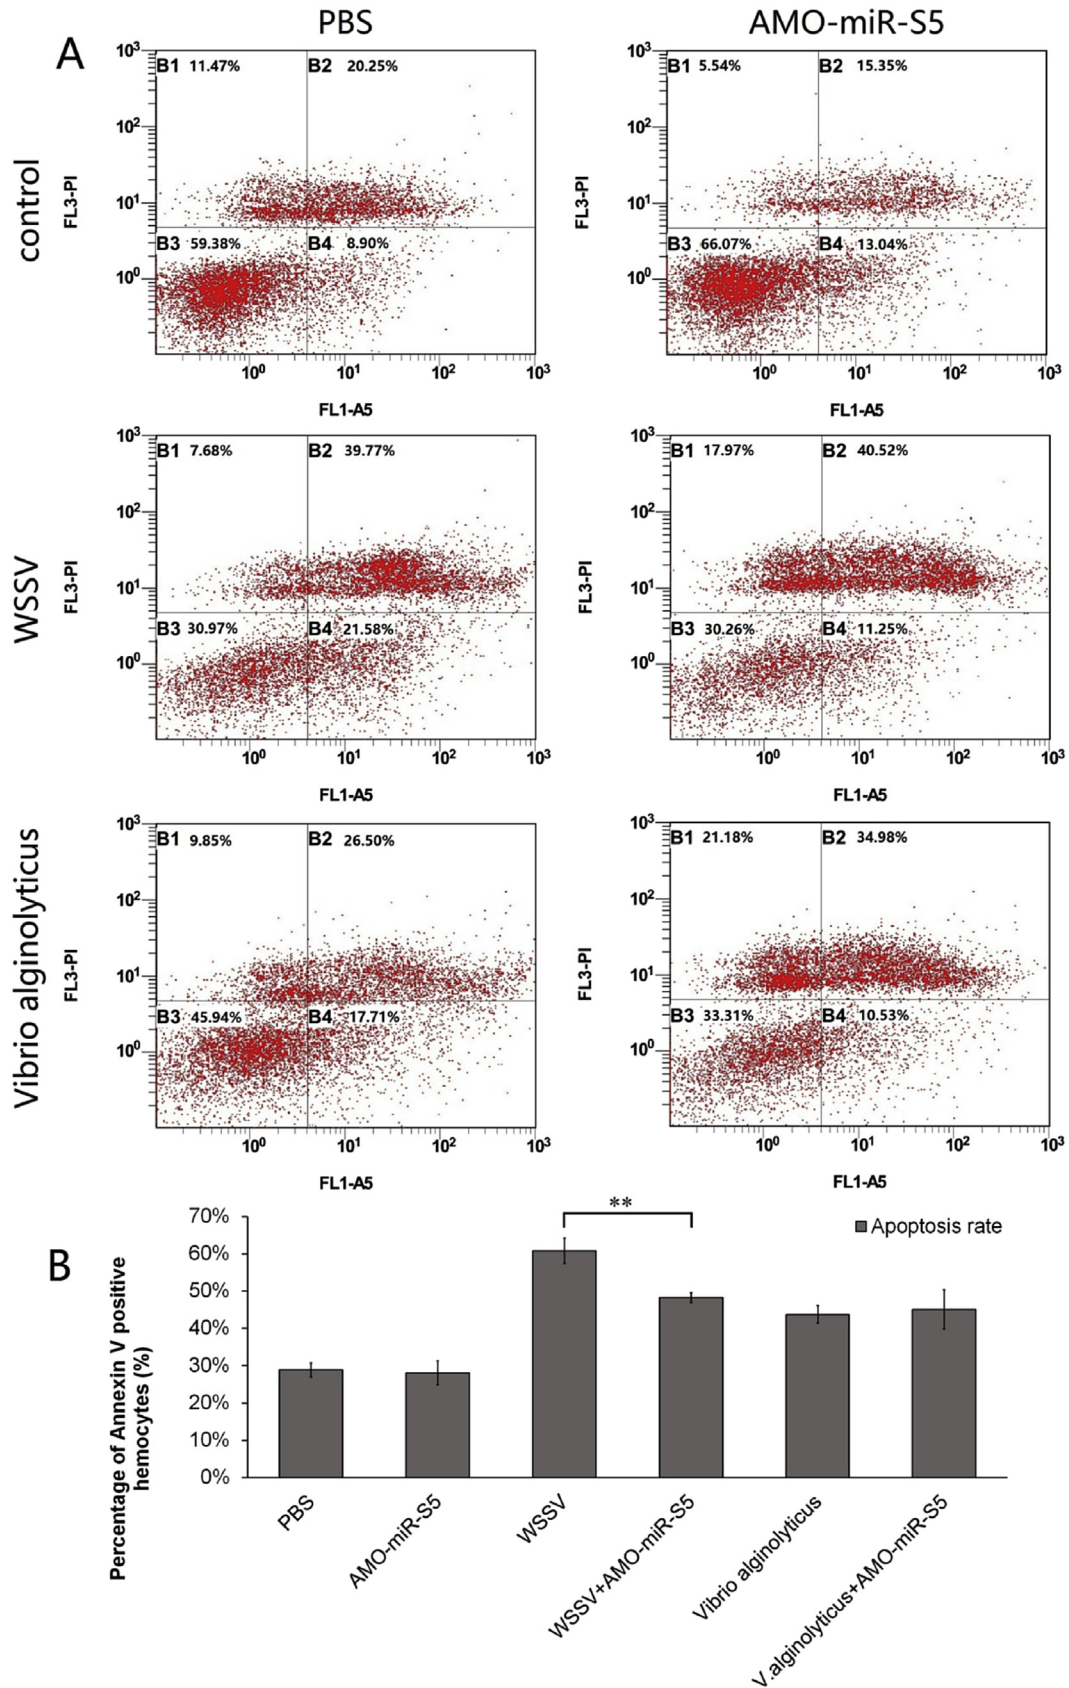 PBS AMO-miR-S5
A
control
10³ B1 11.47% B2 20.25%
10²
FL3-PI
10¹
B3 59.38% B4 8.90%
10⁰
10⁰ 10¹ 10² 10³
FL1-A5
10³ B1 5.54% B2 15.35%
10²
FL3-PI
10¹
B3 66.07% B4 13.04%
10⁰
10⁰ 10¹ 10² 10³
FL1-A5
WSSV
10³ B1 7.68% B2 39.77%
10²
FL3-PI
10¹
B3 30.97% B4 21.58%
10⁰
10⁰ 10¹ 10² 10³
FL1-A5
10³ B1 17.97% B2 40.52%
10²
FL3-PI
10¹
B3 30.26% B4 11.25%
10⁰
10⁰ 10¹ 10² 10³
FL1-A5
Vibrio alginolyticus
10³ B1 9.85% B2 26.50%
10²
FL3-PI
10¹
B3 45.94% B4 17.71%
10⁰
10⁰ 10¹ 10² 10³
FL1-A5
10³ B1 21.18% B2 34.98%
10²
FL3-PI
10¹
B3 33.31% B4 10.53%
10⁰
10⁰ 10¹ 10² 10³
FL1-A5
B
Percentage of Annexin V positive
hemocytes (%)
70%
60%
50%
40%
30%
20%
10%
0%
**
Apoptosis rate
PBS
AMO-miR-S5
WSSV
WSSV+AMO-miR-S5
Vibrio alginolyticus
V.alginolyticus+AMO-miR-S5